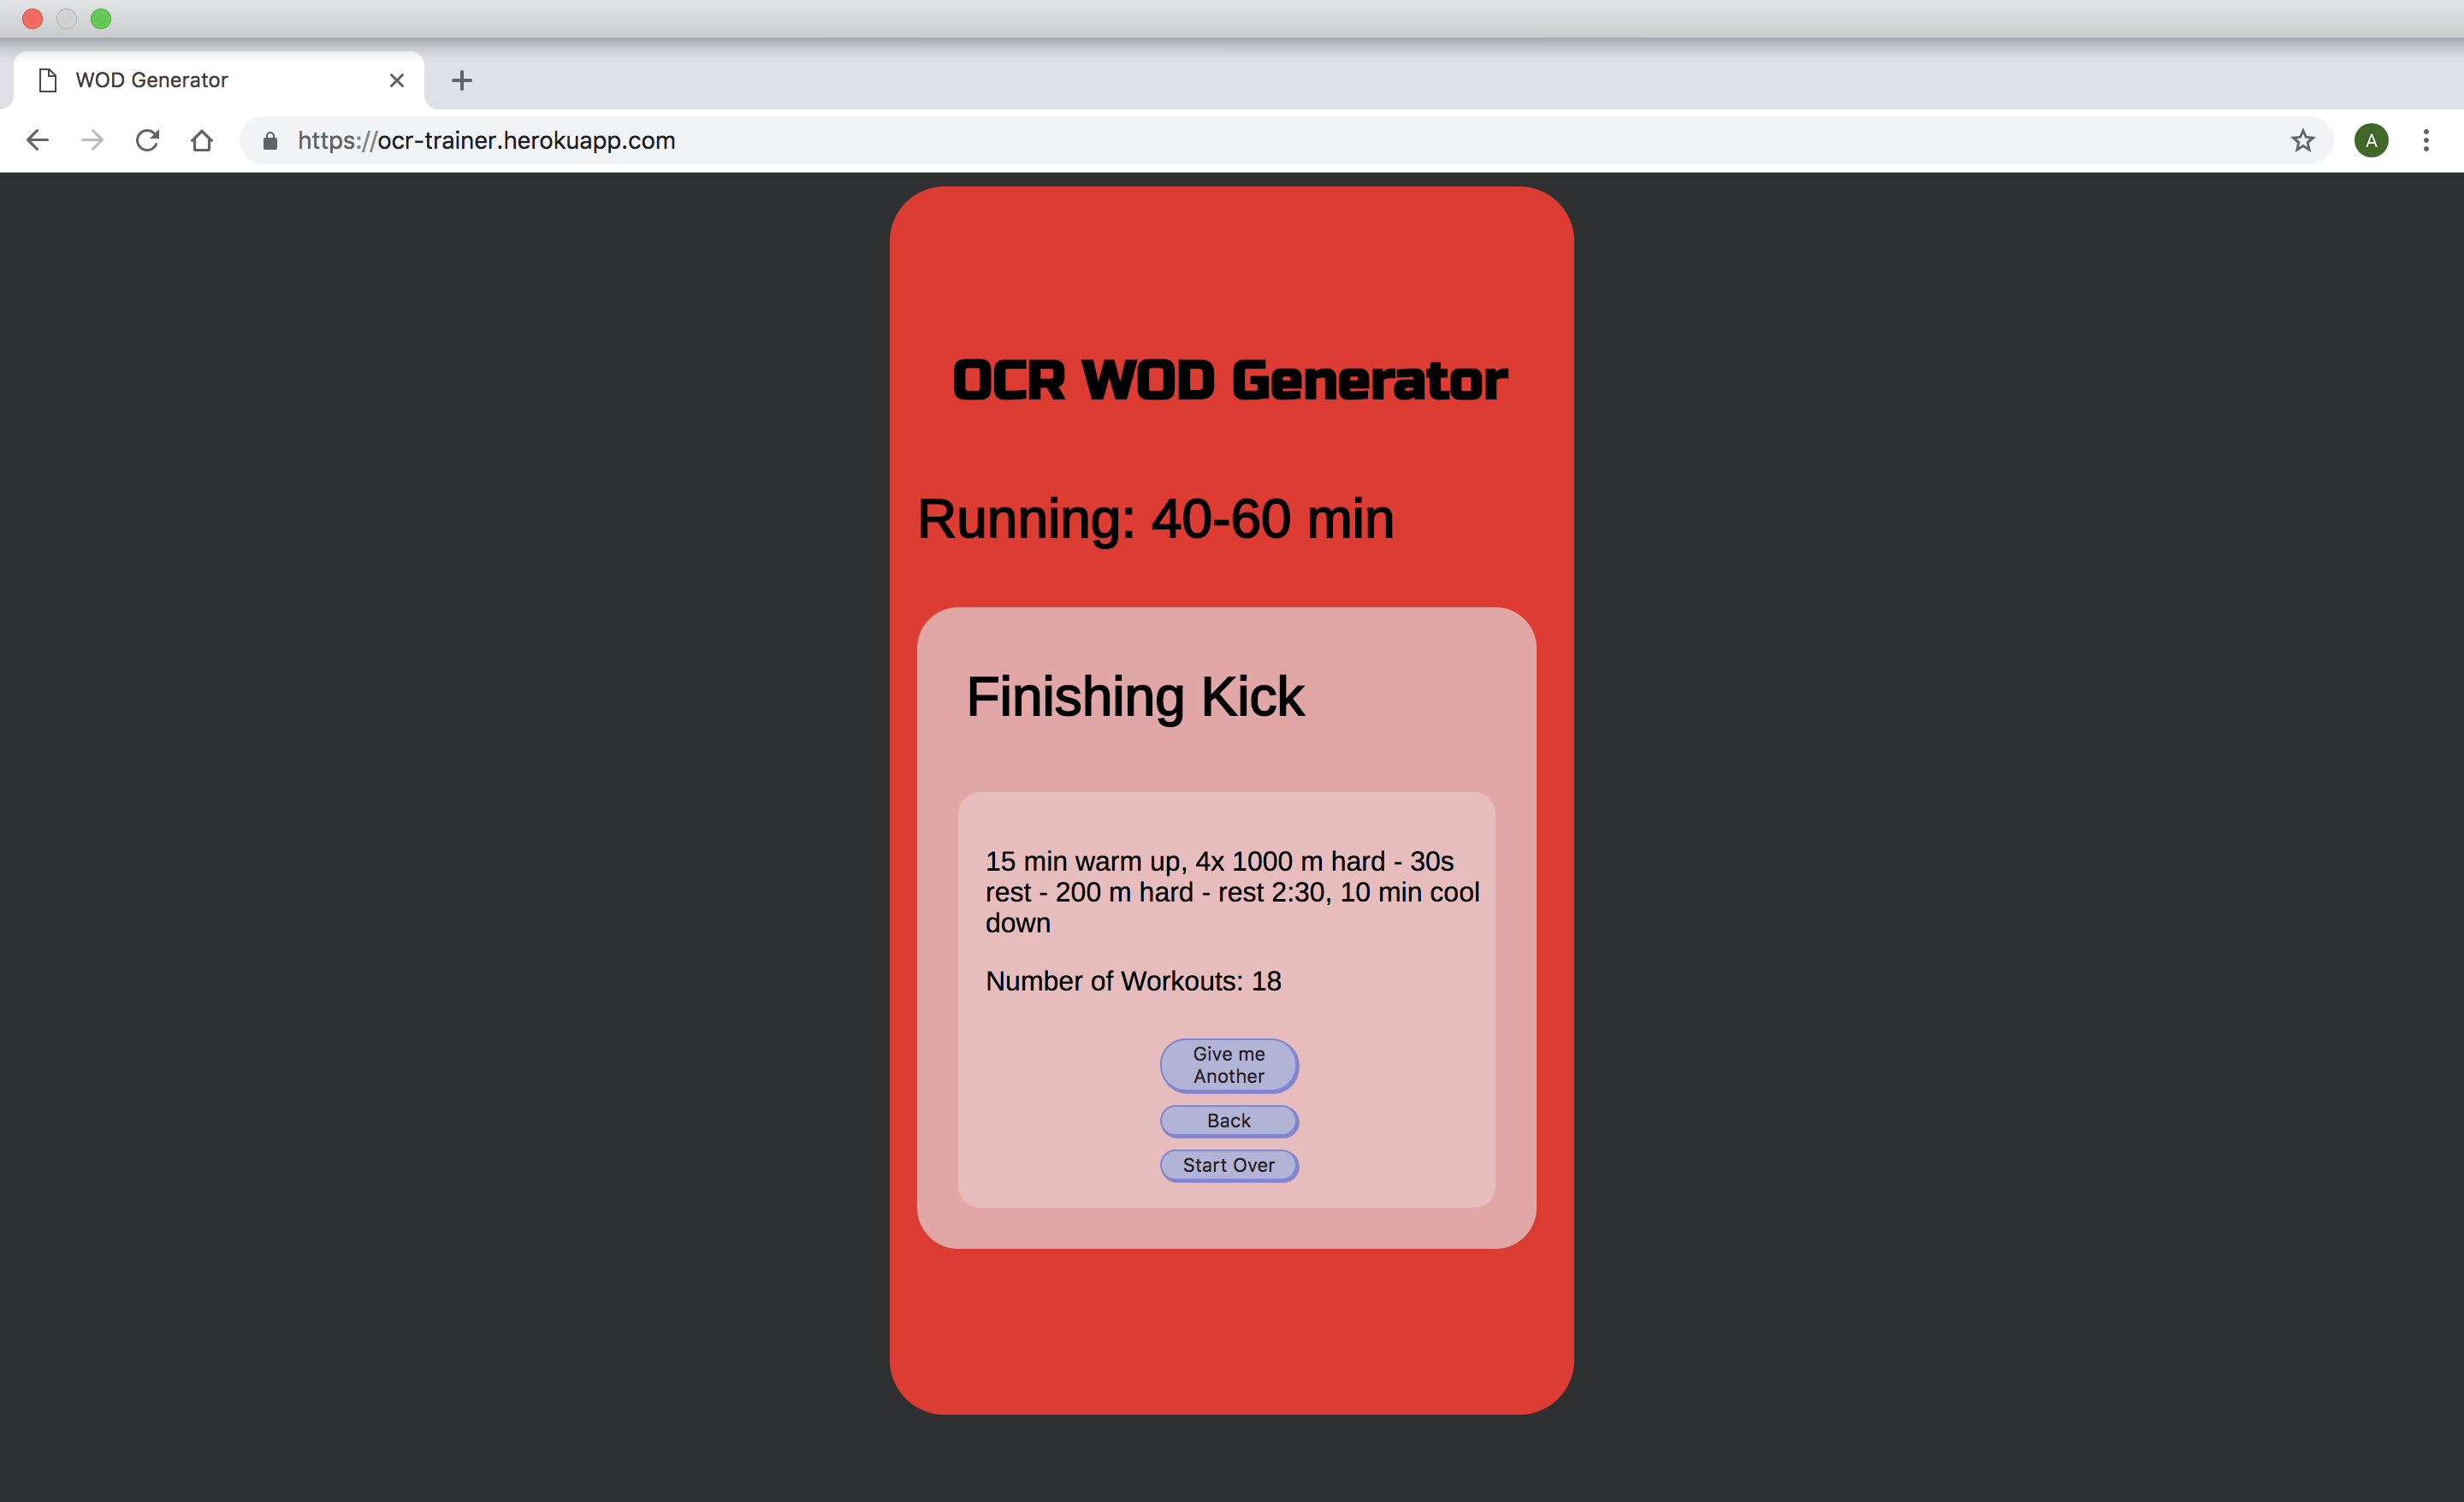 WOD Generator
https://ocr-trainer.herokuapp.com
A
OCR WOD Generator
Running: 40-60 min
Finishing Kick
15 min warm up, 4x 1000 m hard - 30s
rest - 200 m hard - rest 2:30, 10 min cool
down
Number of Workouts: 18
Give me
Another
Back
Start Over